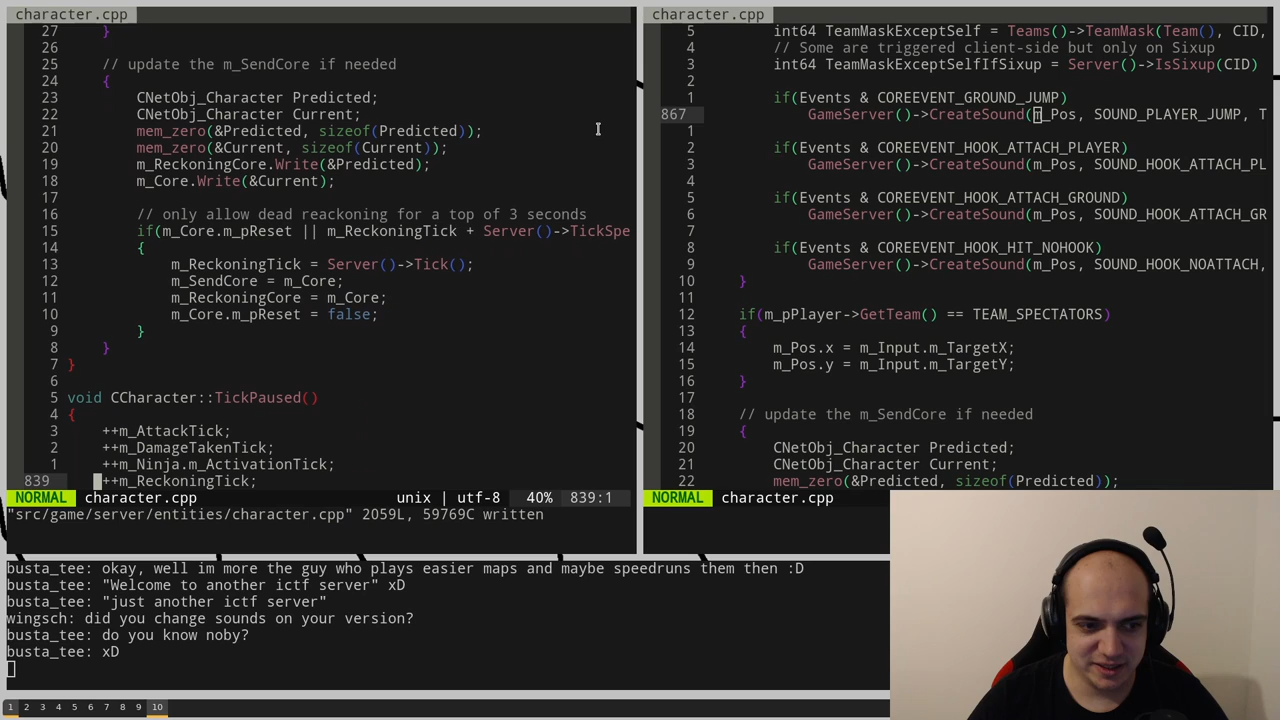 character.cpp
27 }
26
25 // update the m_SendCore if needed
24 {
23 CNetObj_Character Predicted;
22 CNetObj_Character Current;
21 mem_zero(&Predicted, sizeof(Predicted));
20 mem_zero(&Current, sizeof(Current));
19 m_ReckoningCore.Write(&Predicted);
18 m_Core.Write(&Current);
17
16 // only allow dead reackoning for a top of 3 seconds
15 if(m_Core.m_pReset || m_ReckoningTick + Server()->TickSpe
14 {
13 m_ReckoningTick = Server()->Tick();
12 m_SendCore = m_Core;
11 m_ReckoningCore = m_Core;
10 m_Core.m_pReset = false;
9 }
8 }
7 }
6
5 void CCharacter::TickPaused()
4 {
3 ++m_AttackTick;
2 ++m_DamageTakenTick;
1 ++m_Ninja.m_ActivationTick;
839 ++m_ReckoningTick;
NORMAL character.cpp unix | utf-8 40% 839:1
"src/game/server/entities/character.cpp" 2059L, 59769C written
character.cpp
5 int64 TeamMaskExceptSelf = Teams()->TeamMask(Team(), CID,
4 // Some are triggered client-side but only on Sixup
3 int64 TeamMaskExceptSelfIfSixup = Server()->IsSixup(CID)
2
1 if(Events & COREEVENT_GROUND_JUMP)
867 GameServer()->CreateSound(m_Pos, SOUND_PLAYER_JUMP, T
1
2 if(Events & COREEVENT_HOOK_ATTACH_PLAYER)
3 GameServer()->CreateSound(m_Pos, SOUND_HOOK_ATTACH_PL
4
5 if(Events & COREEVENT_HOOK_ATTACH_GROUND)
6 GameServer()->CreateSound(m_Pos, SOUND_HOOK_ATTACH_GR
7
8 if(Events & COREEVENT_HOOK_HIT_NOHOOK)
9 GameServer()->CreateSound(m_Pos, SOUND_HOOK_NOATTACH,
10 }
11
12 if(m_pPlayer->GetTeam() == TEAM_SPECTATORS)
13 {
14 m_Pos.x = m_Input.m_TargetX;
15 m_Pos.y = m_Input.m_TargetY;
16 }
17
18 // update the m_SendCore if needed
19 {
20 CNetObj_Character Predicted;
21 CNetObj_Character Current;
22 mem_zero(&Predicted, sizeof(Predicted));
NORMAL character.cpp
busta_tee: okay, well im more the guy who plays easier maps and maybe speedruns them then :D
busta_tee: "Welcome to another ictf server" xD
busta_tee: "just another ictf server"
wingsch: did you change sounds on your version?
busta_tee: do you know noby?
busta_tee: xD
1 2 3 4 5 6 7 8 9 10